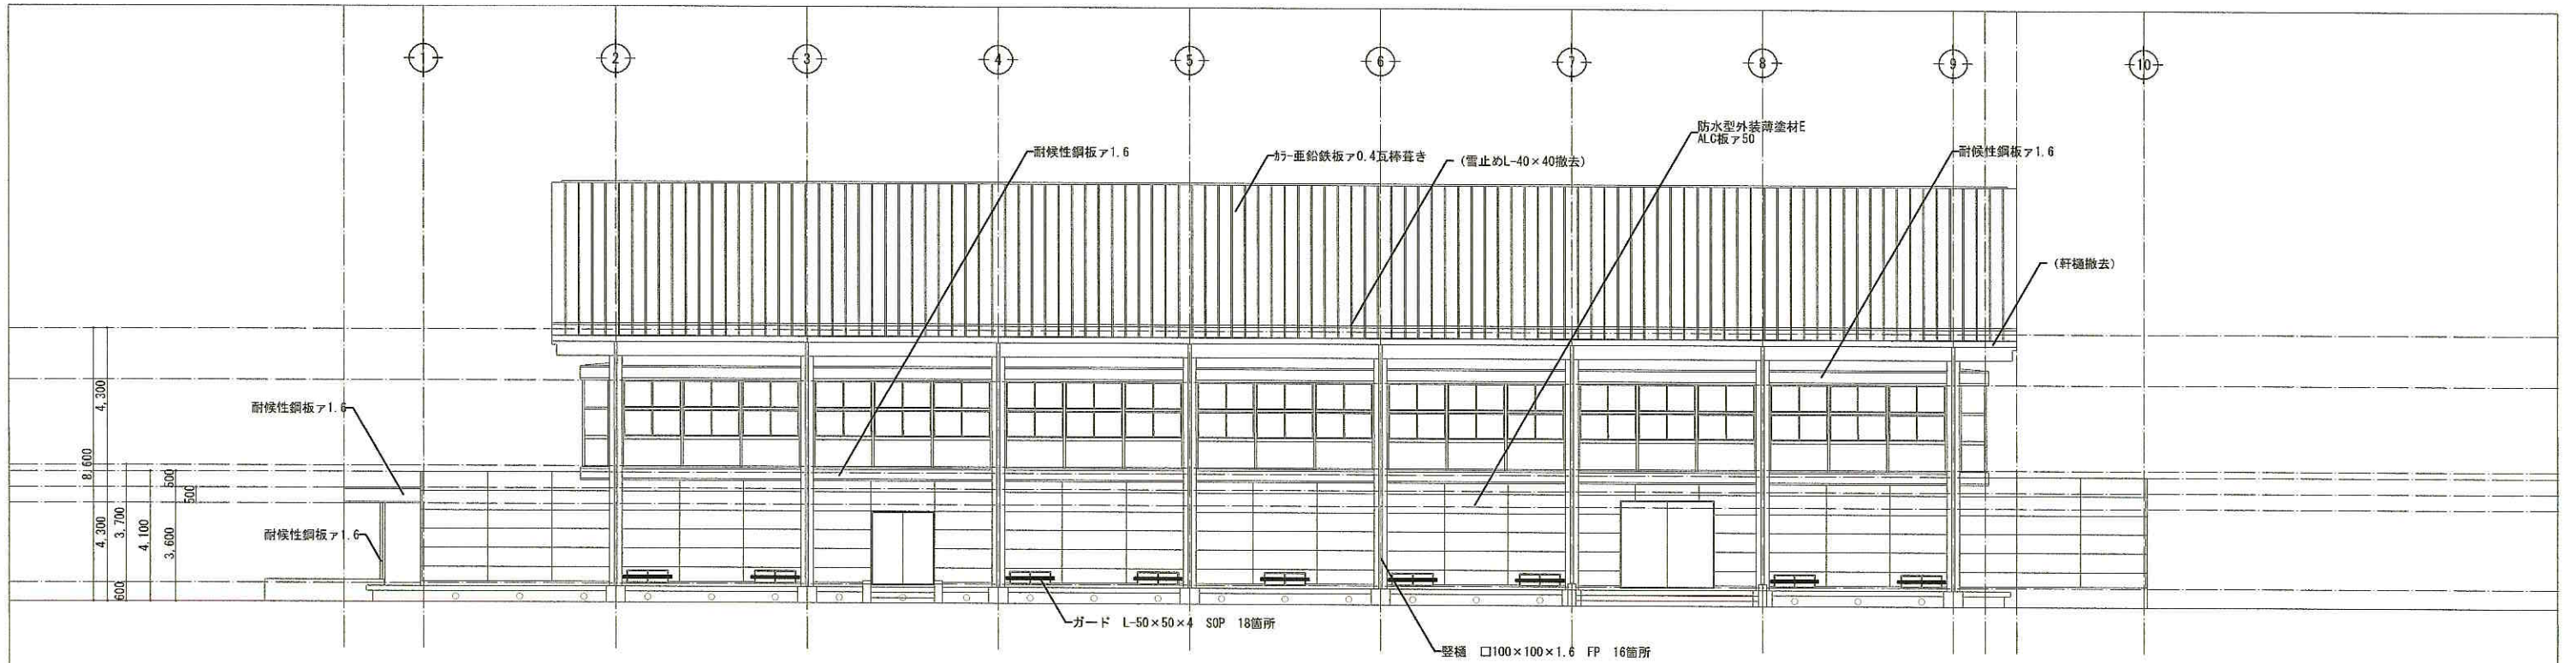 1
2
3
4
5
6
7
8
9
10
防水型外装薄塗材E
ALC板ァ50
耐候性鋼板ァ1.6
ｶﾗｰ亜鉛鉄板ァ0.4瓦棒葺き
(雪止めL-40×40撤去)
耐候性鋼板ァ1.6
(軒樋撤去)
4,300
耐候性鋼板ァ1.6
8,600
500
500
4,300
3,700
4,100
3,600
耐候性鋼板ァ1.6
600
ガード L-50×50×4 SOP 18箇所
竪樋 口100×100×1.6 FP 16箇所